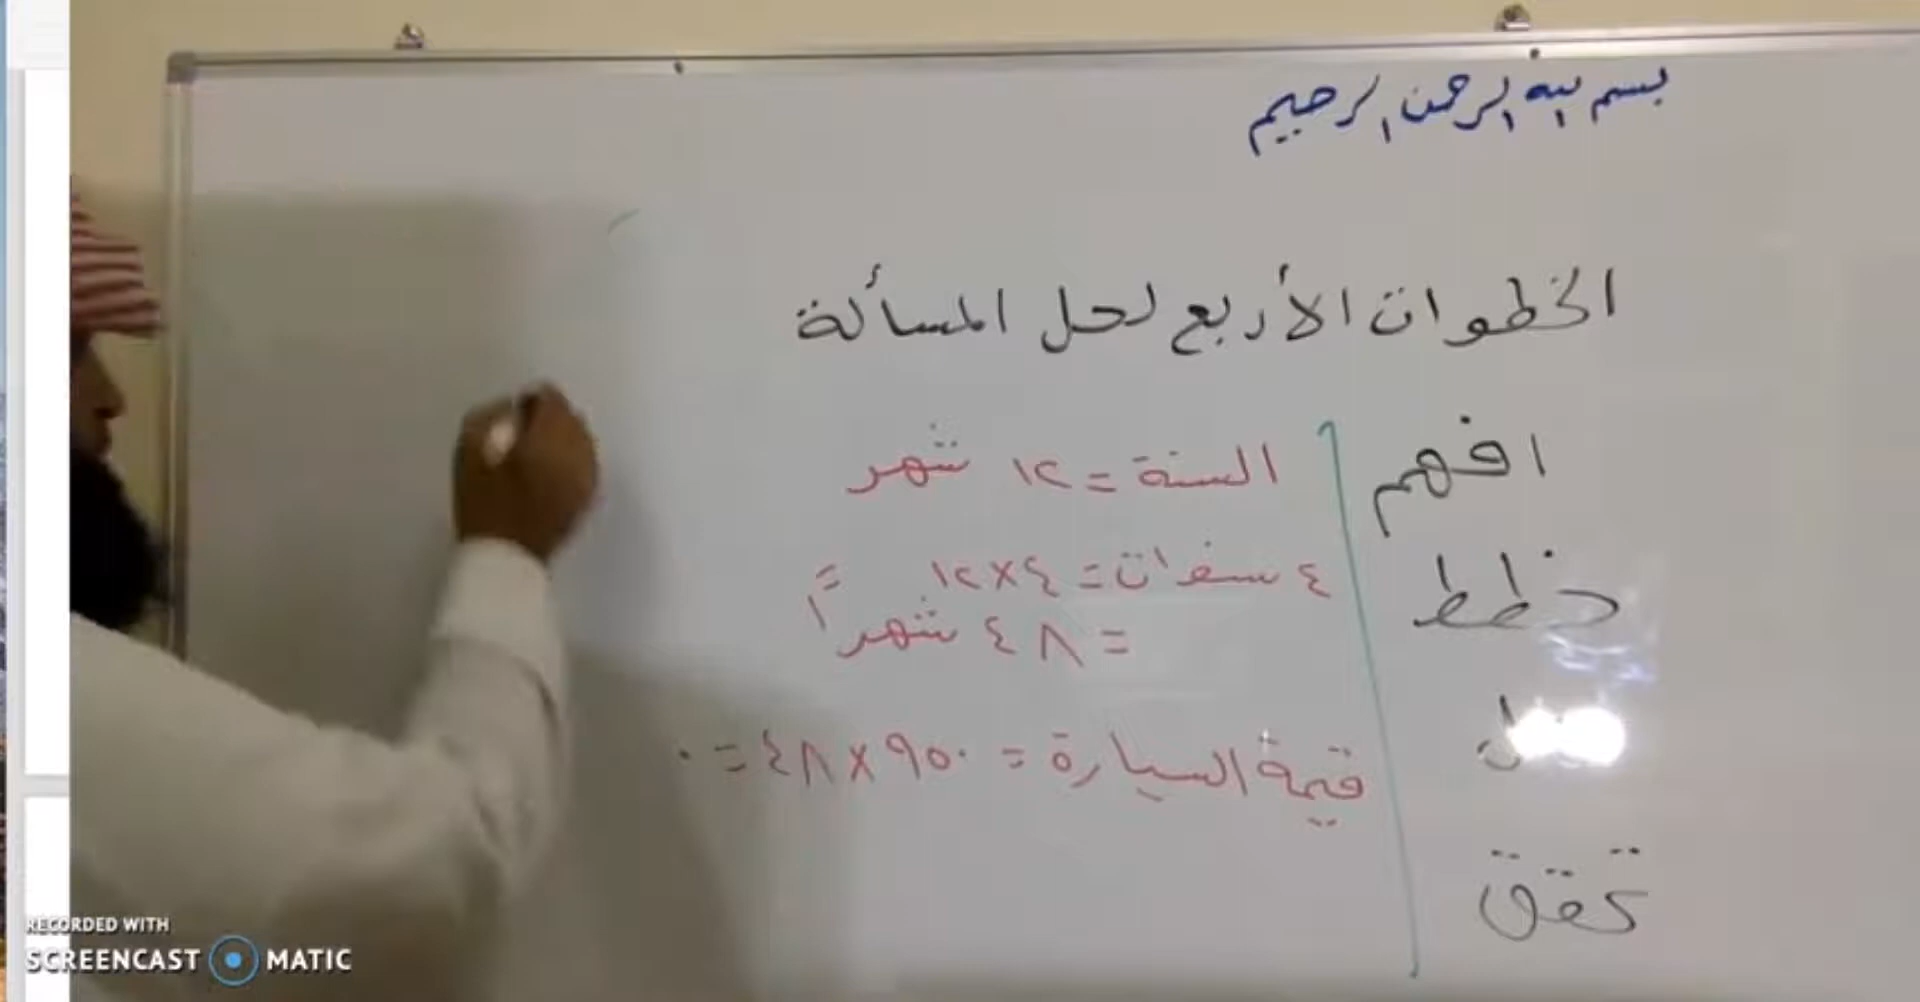 بسم الله الرحمن الرحيم
الخطوات الأربع لحل المسألة
افهم
السنة = ١٢ شهر
خطط
٤ سنوات = ٤ × ١٢ =
= ٤٨ شهراً
حل
قيمة السيارة = ٩٥٠ × ٤٨ = ٠
تحقق
RECORDED WITH
SCREENCAST MATIC